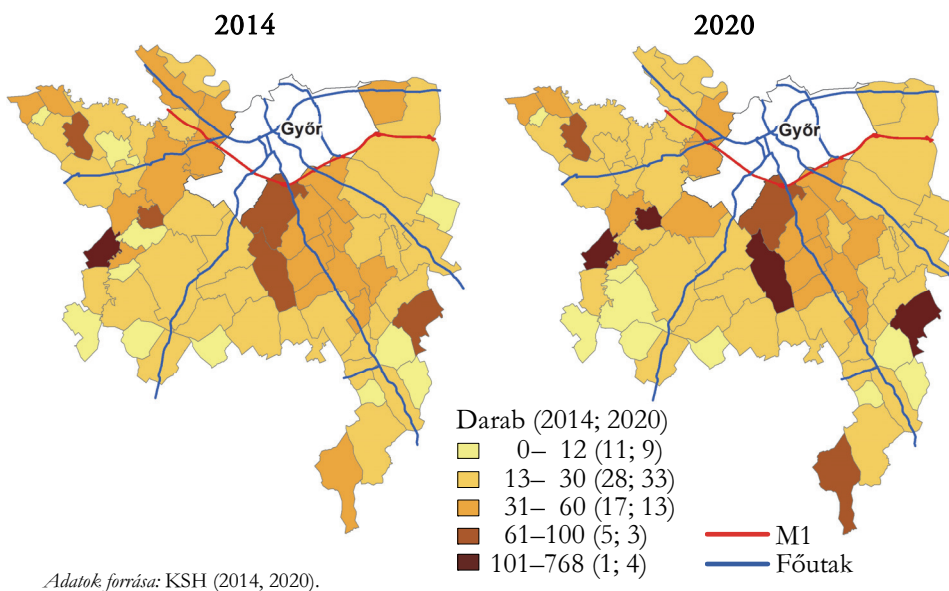 2014
2020
Győr
Győr
Darab (2014; 2020)
0– 12 (11; 9)
13– 30 (28; 33)
31– 60 (17; 13)
61–100 (5; 3)
101–768 (1; 4)
M1
Főutak
Adatok forrása: KSH (2014, 2020).